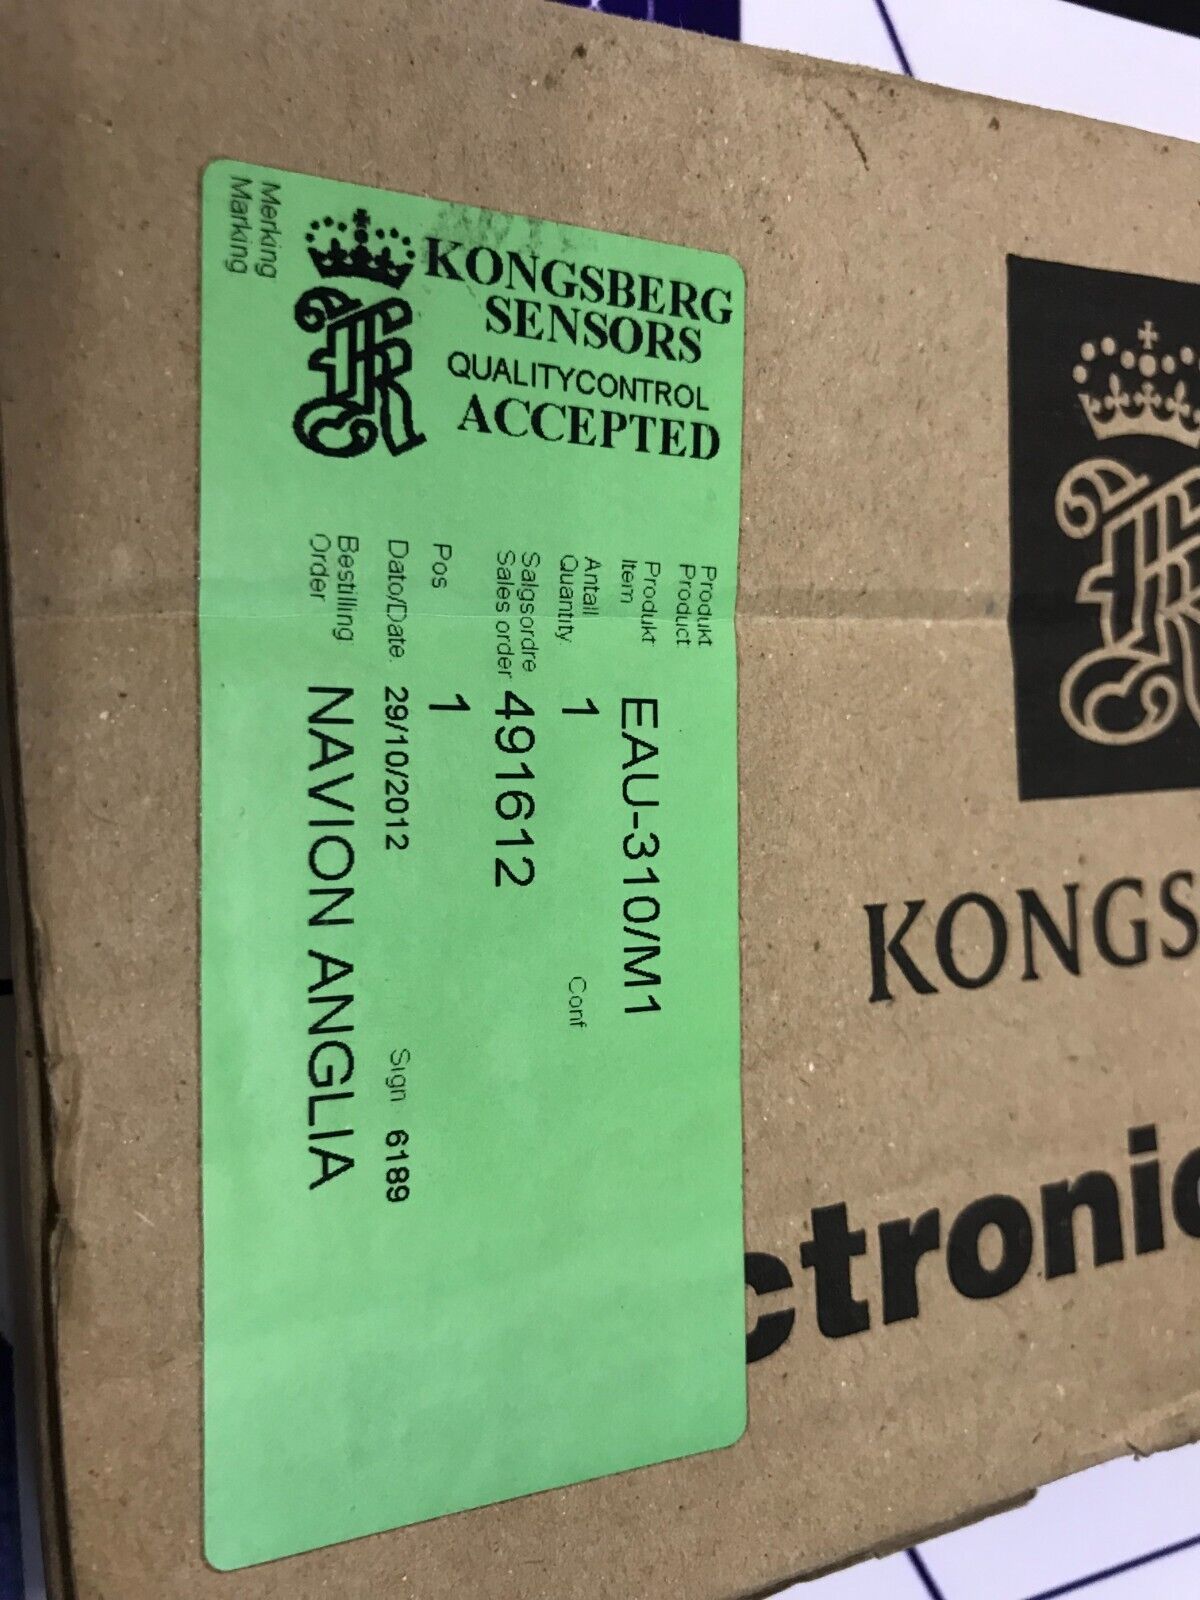 KONGSBERG
SENSORS
QUALITYCONTROL
ACCEPTED
Produkt
Product
Produkt
Item EAU-310/M1
Antall
Quantity. 1 Conf
Salgsordre
Sales order 491612
Pos 1
Dato/Date. 29/10/2012 Sign 6189
Bestilling
Order NAVION ANGLIA
Merking
Marking
KONGS
ctronic